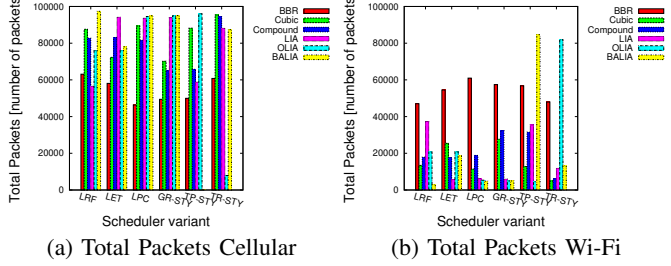 Total Packets [number of packets]
100000
80000
60000
40000
20000
0
BBR
Cubic
Compound
LIA
OLIA
BALIA
LRF
LET
LPC
GR-STY
TP-STY
TR-STY
Scheduler variant
(a) Total Packets Cellular
Total Packets [number of packets]
100000
80000
60000
40000
20000
0
BBR
Cubic
Compound
LIA
OLIA
BALIA
LRF
LET
LPC
GR-STY
TP-STY
TR-STY
Scheduler variant
(b) Total Packets Wi-Fi